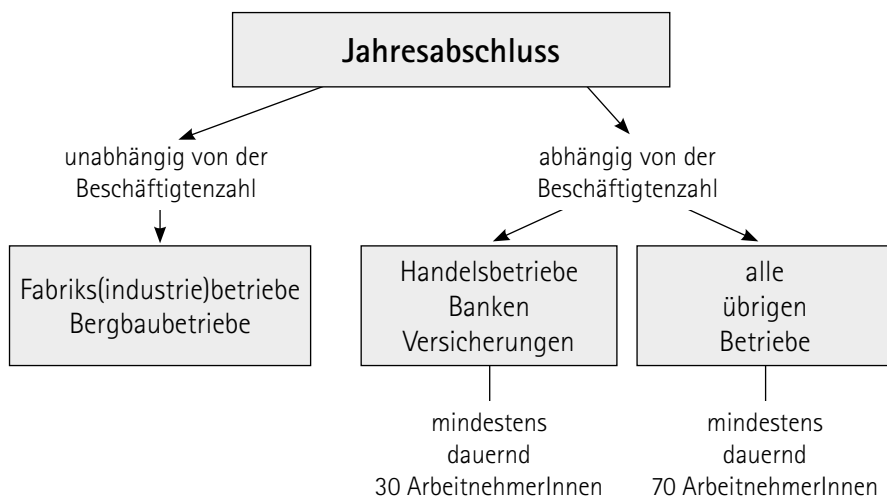 Jahresabschluss
unabhängig von der
Beschäftigtenzahl
abhängig von der
Beschäftigtenzahl
Fabriks(industrie)betriebe
Bergbaubetriebe
Handelsbetriebe
Banken
Versicherungen
alle
übrigen
Betriebe
mindestens
dauernd
30 ArbeitnehmerInnen
mindestens
dauernd
70 ArbeitnehmerInnen